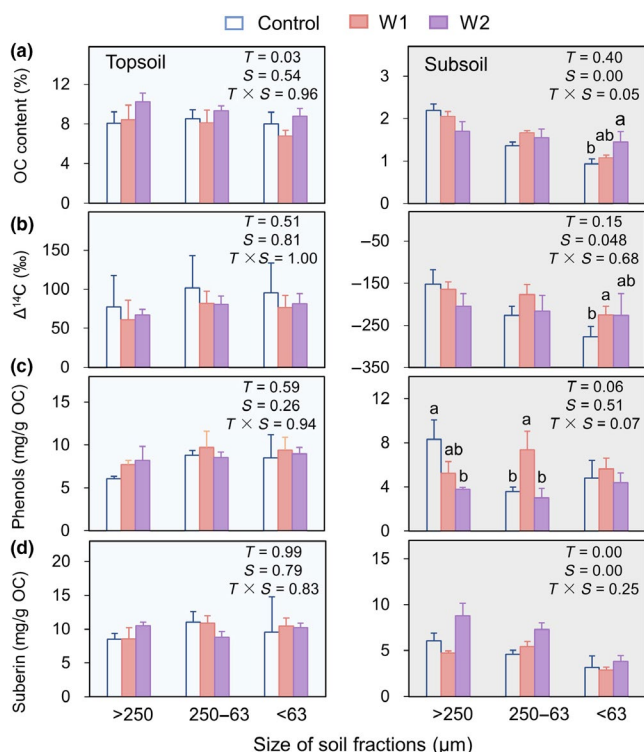 Control W1 W2
(a)
Topsoil
T = 0.03
S = 0.54
T × S = 0.96
OC content (%)
12
8
4
0
Subsoil
T = 0.40
S = 0.00
T × S = 0.05
3
2
1
0
b ab a
(b)
T = 0.51
S = 0.81
T × S = 1.00
Δ¹⁴C (‰)
150
100
50
0
T = 0.15
S = 0.048
T × S = 0.68
−50
−150
−250
−350
b a ab
(c)
T = 0.59
S = 0.26
T × S = 0.94
Phenols (mg/g OC)
15
10
5
0
T = 0.06
S = 0.51
T × S = 0.07
12
8
4
0
a ab b
b a b
(d)
T = 0.99
S = 0.79
T × S = 0.83
Suberin (mg/g OC)
20
15
10
5
0
T = 0.00
S = 0.00
T × S = 0.25
15
10
5
0
>250 250–63 <63
>250 250–63 <63
Size of soil fractions (μm)